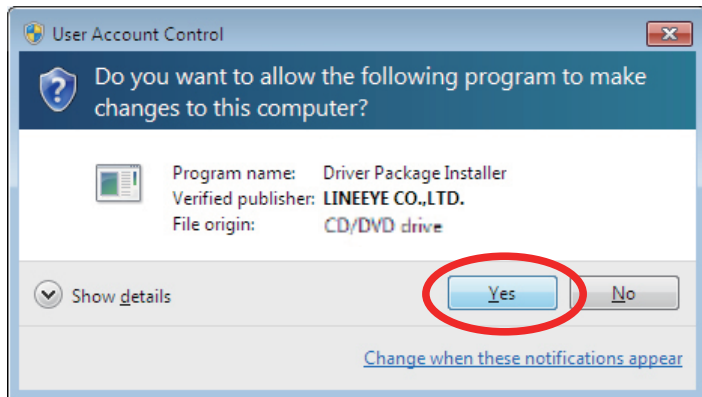 User Account Control
Do you want to allow the following program to make
changes to this computer?
Program name: Driver Package Installer
Verified publisher: LINEEYE CO.,LTD.
File origin: CD/DVD drive
Show details
Yes
No
Change when these notifications appear